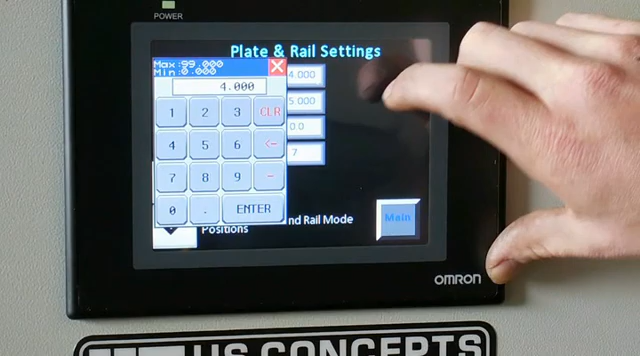 POWER
Plate & Rail Settings
Max:99.000
Min:0.000
4.000
4.000
5.000
0.0
7
1 2 3 CLR
4 5 6 <-
7 8 9 -
0 . ENTER
nd Rail Mode
Positions
Main
OMRON
US CONCEPTS